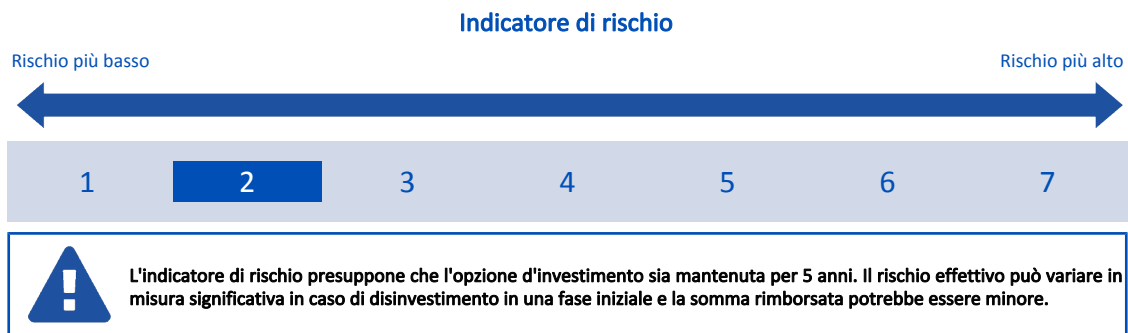 Indicatore di rischio
Rischio più basso
Rischio più alto
1 2 3 4 5 6 7
L'indicatore di rischio presuppone che l'opzione d'investimento sia mantenuta per 5 anni. Il rischio effettivo può variare in
misura significativa in caso di disinvestimento in una fase iniziale e la somma rimborsata potrebbe essere minore.